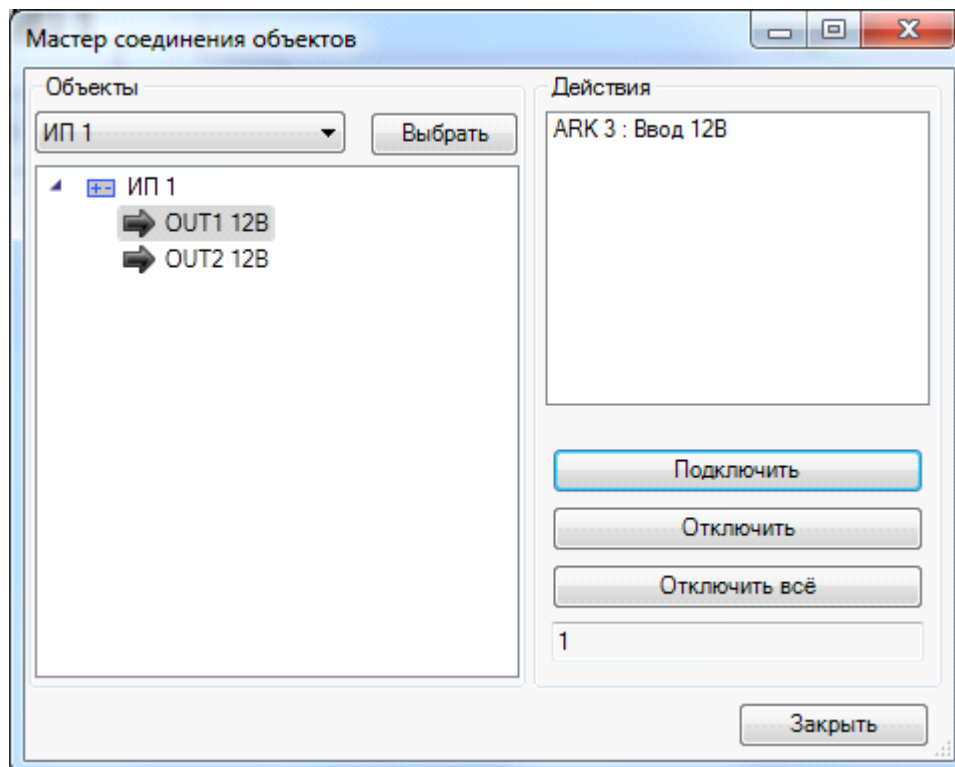 Мастер соединения объектов
Объекты
ИП 1
Выбрать
ИП 1
OUT1 12В
OUT2 12В
Действия
ARK 3 : Ввод 12В
Подключить
Отключить
Отключить всё
1
Закрыть